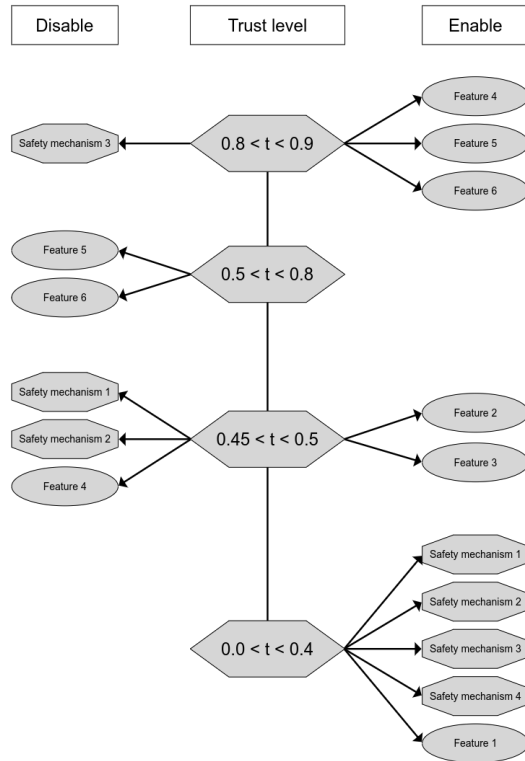 Disable
Trust level
Enable
Feature 4
Safety mechanism 3
0.8 < t < 0.9
Feature 5
Feature 6
Feature 5
0.5 < t < 0.8
Feature 6
Safety mechanism 1
Feature 2
Safety mechanism 2
0.45 < t < 0.5
Feature 3
Feature 4
Safety mechanism 1
Safety mechanism 2
0.0 < t < 0.4
Safety mechanism 3
Safety mechanism 4
Feature 1